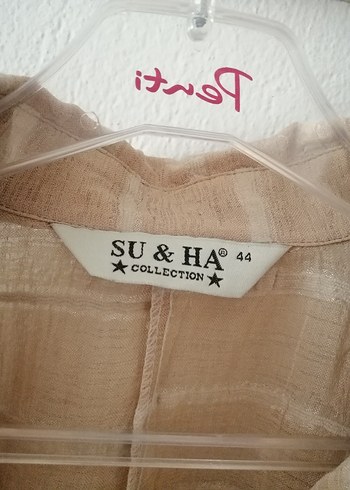 Penti
SU & HA® 44
★ COLLECTION ★